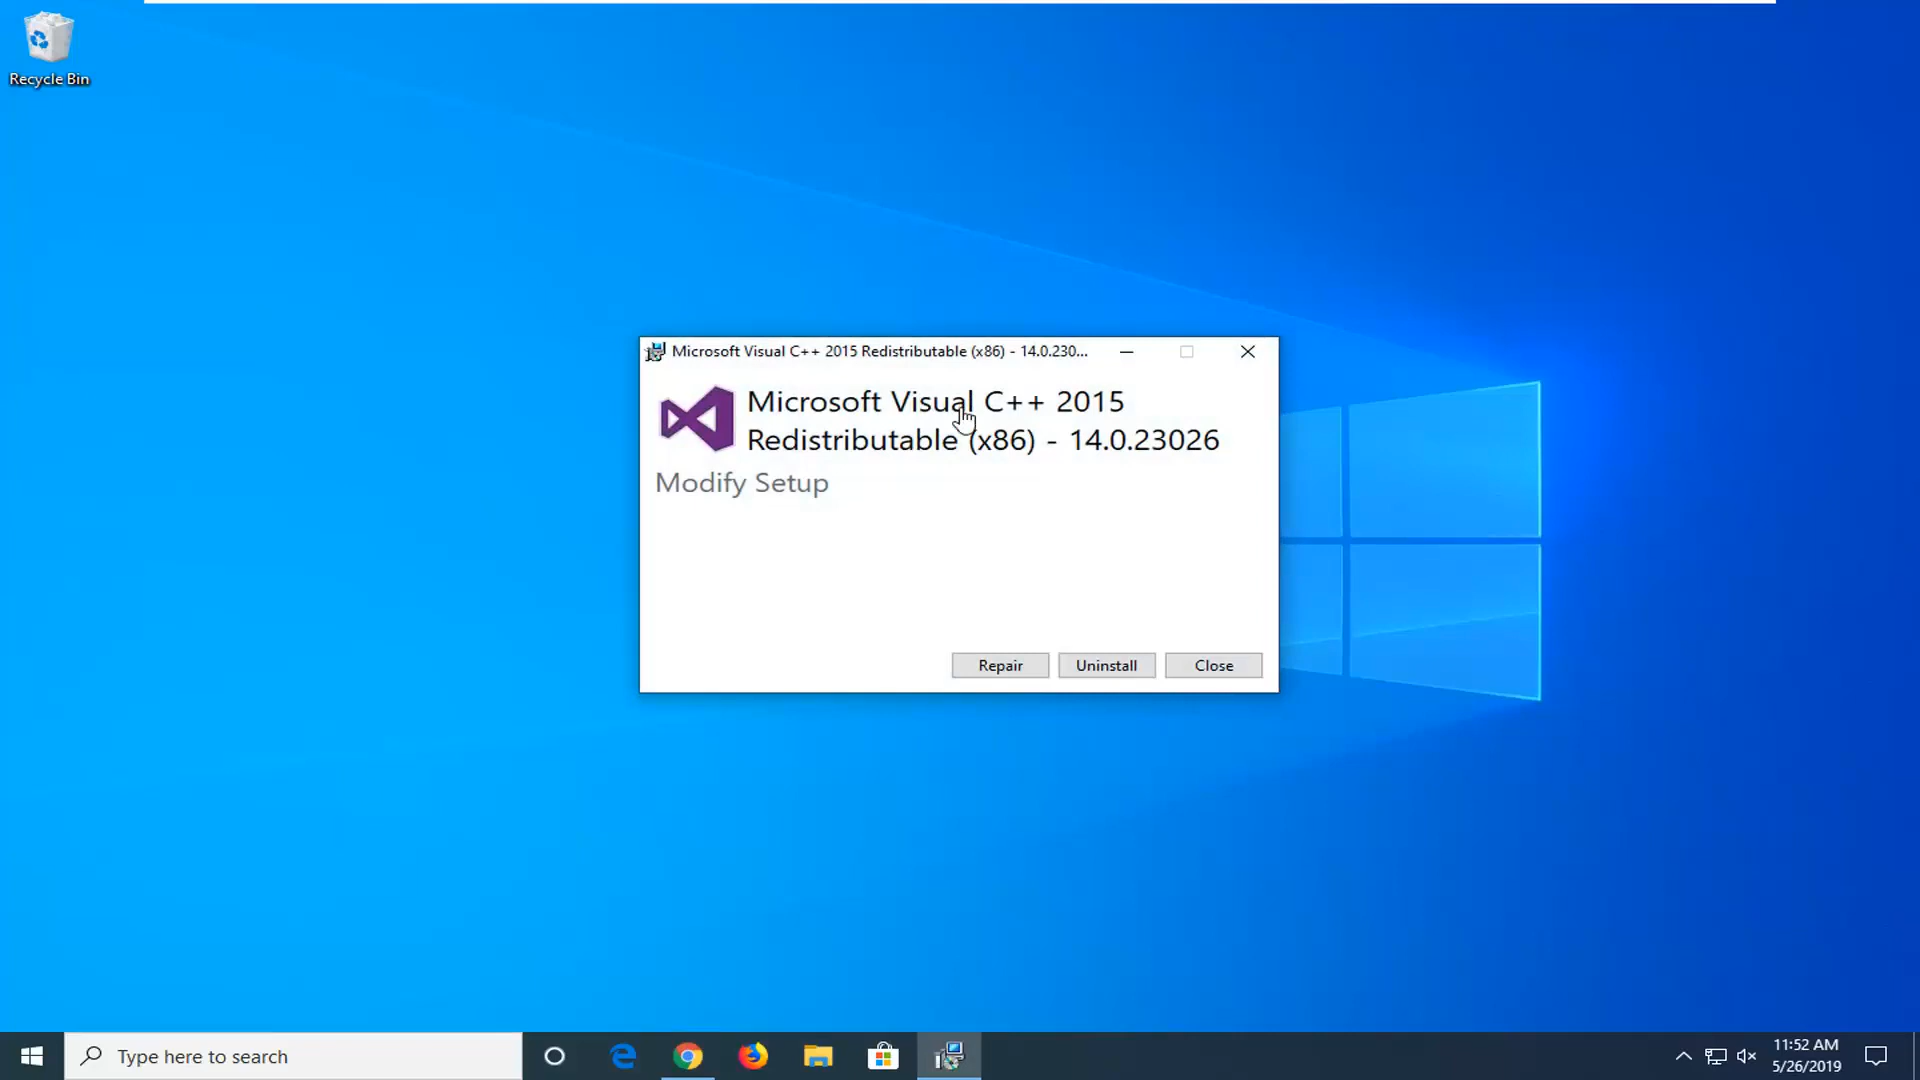 Recycle Bin
Microsoft Visual C++ 2015 Redistributable (x86) - 14.0.230...
Microsoft Visual C++ 2015
Redistributable (x86) - 14.0.23026
Modify Setup
Repair
Uninstall
Close
Type here to search
11:52 AM
5/26/2019